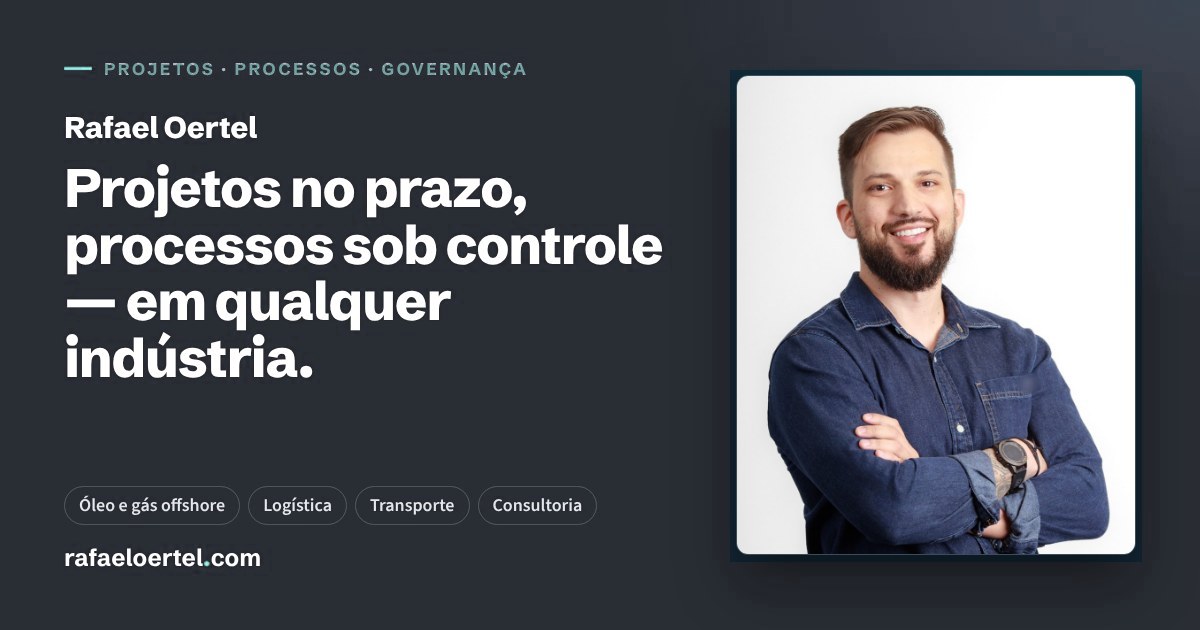 PROJETOS · PROCESSOS · GOVERNANÇA
Rafael Oertel
Projetos no prazo,
processos sob controle
— em qualquer
indústria.
Óleo e gás offshore
Logística
Transporte
Consultoria
rafaeloertel.com